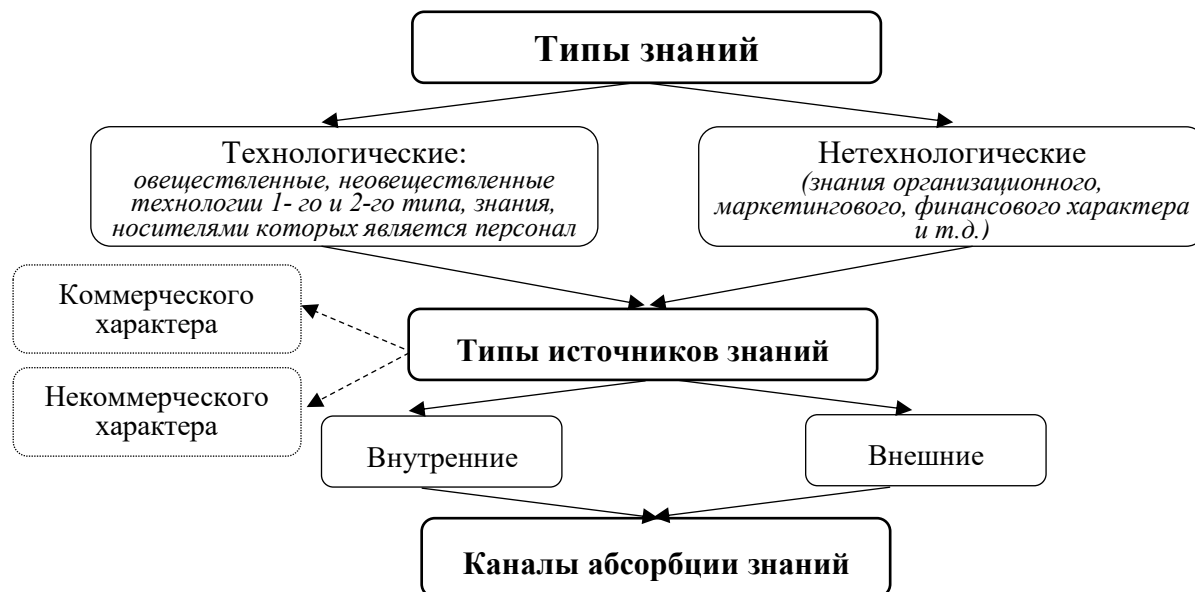 Типы знаний
Технологические:
овеществленные, неовеществленные
технологии 1- го и 2-го типа, знания,
носителями которых является персонал
Нетехнологические
(знания организационного,
маркетингового, финансового характера
и т.д.)
Коммерческого
характера
Типы источников знаний
Некоммерческого
характера
Внутренние
Внешние
Каналы абсорбции знаний